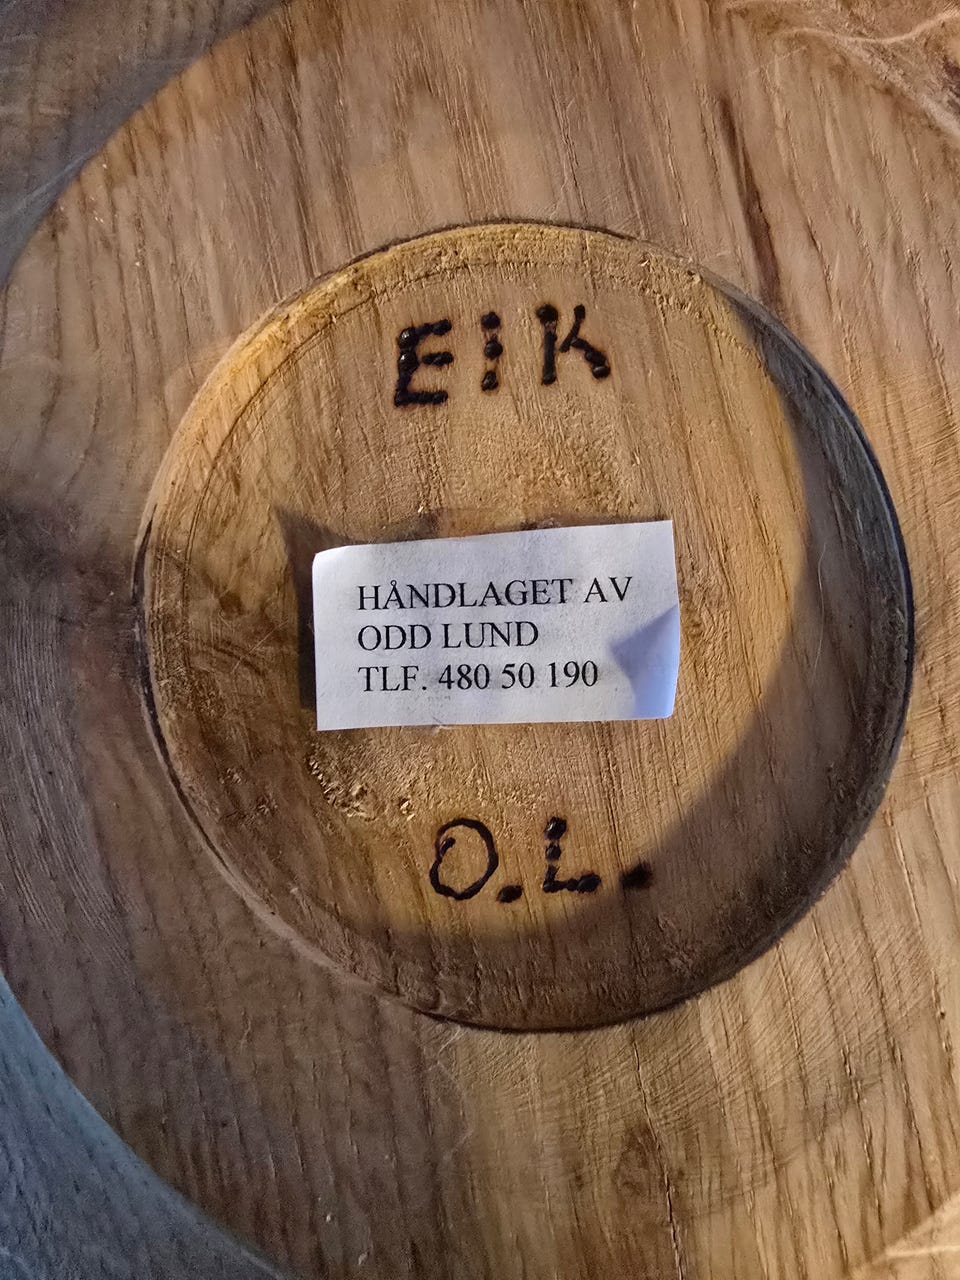 EIK
HÅNDLAGET AV
ODD LUND
TLF. 480 50 190
O.L.